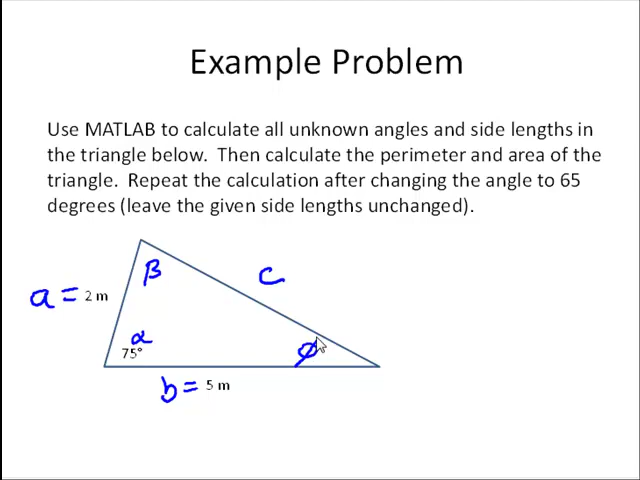 Example Problem
Use MATLAB to calculate all unknown angles and side lengths in
the triangle below. Then calculate the perimeter and area of the
triangle. Repeat the calculation after changing the angle to 65
degrees (leave the given side lengths unchanged).
β
c
a = 2 m
α
75°
ϕ
b = 5 m